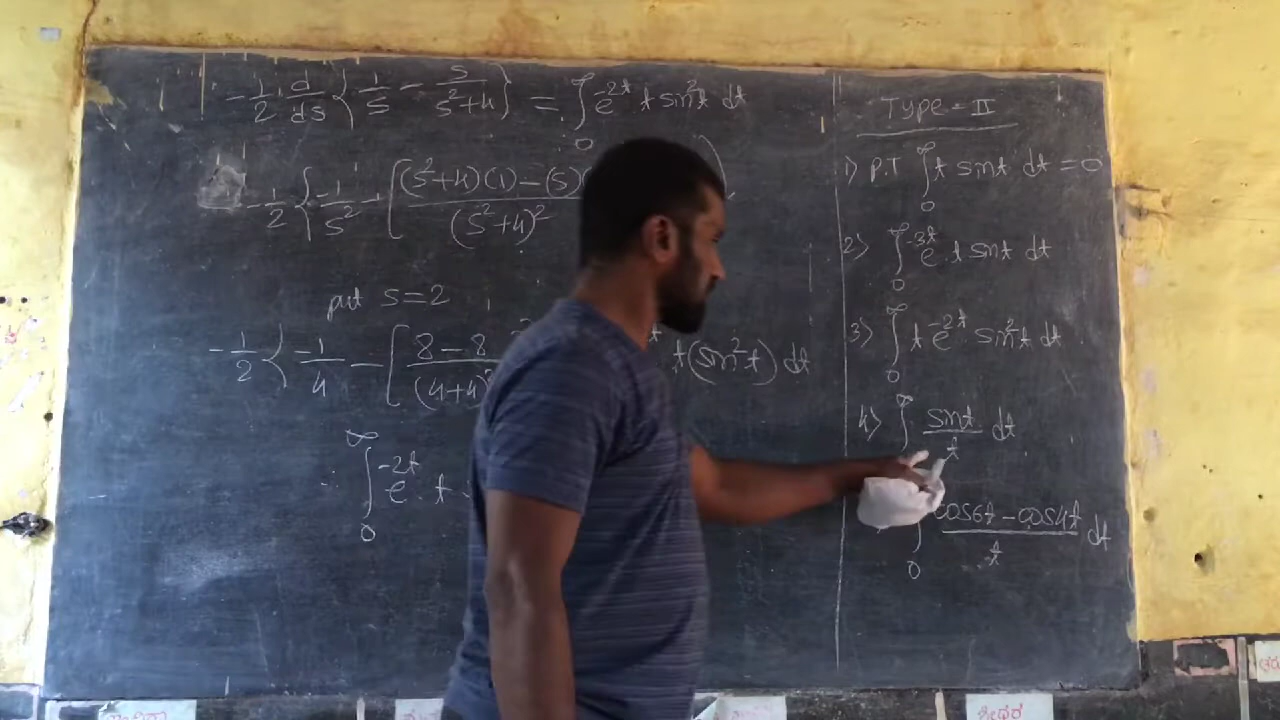 -1/2 d/ds {1/s - s/(s²+4)} = ∫₀^∞ e^(-2t) t sin²t dt
-1/2 {-1/s² - [((s²+4)(1) - (s)(
(s²+4)²
put s=2
-1/2 {-1/4 - [(8-8
(4+4)²
t(sin²t) dt
∴ ∫₀^∞ e^(-2t) . t .
Type - II
1) P.T ∫₀^∞ t sint dt = 0
2) ∫₀^∞ e^(-3t) . t sint dt
3) ∫₀^∞ t e^(-2t) sin²t dt
4) ∫^∞ sint/t dt
∫₀ (cos6t - cos4t)/t dt